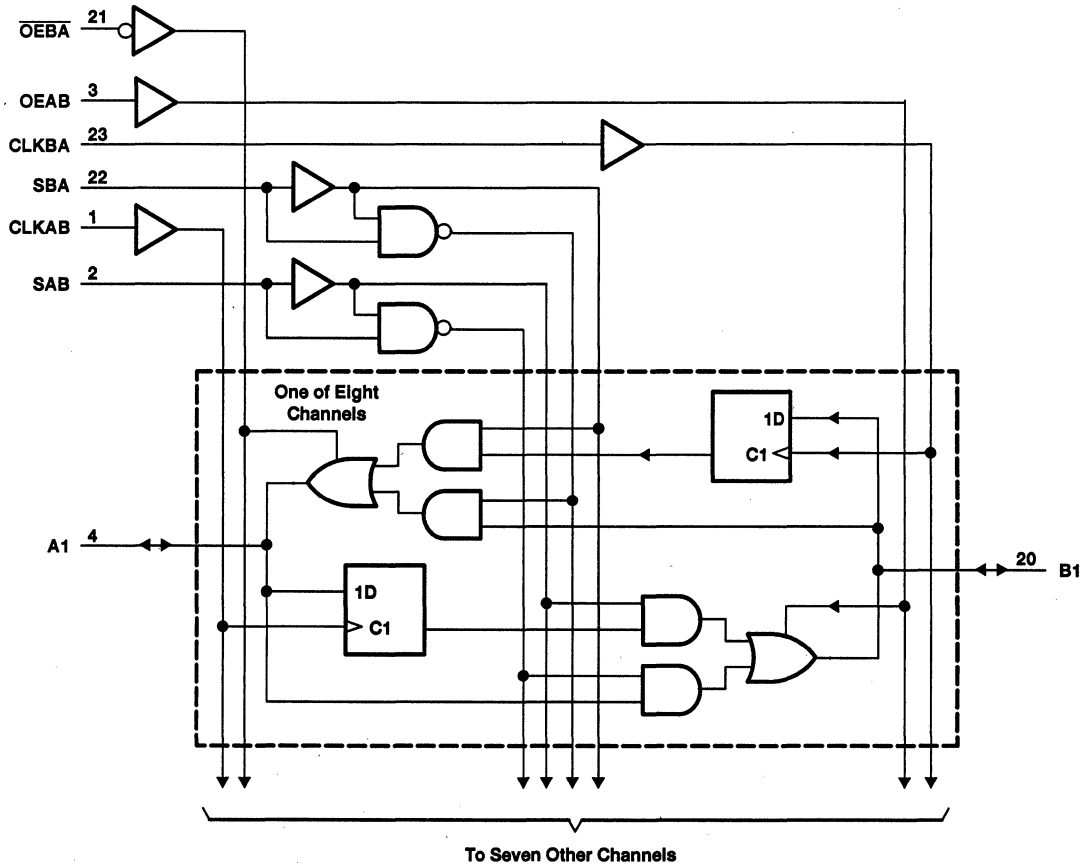 O̅E̅B̅A̅ 21
OEAB 3
CLKBA 23
SBA 22
CLKAB 1
SAB 2
One of Eight
Channels
1D
C1
A1 4
1D
C1
20 B1
To Seven Other Channels